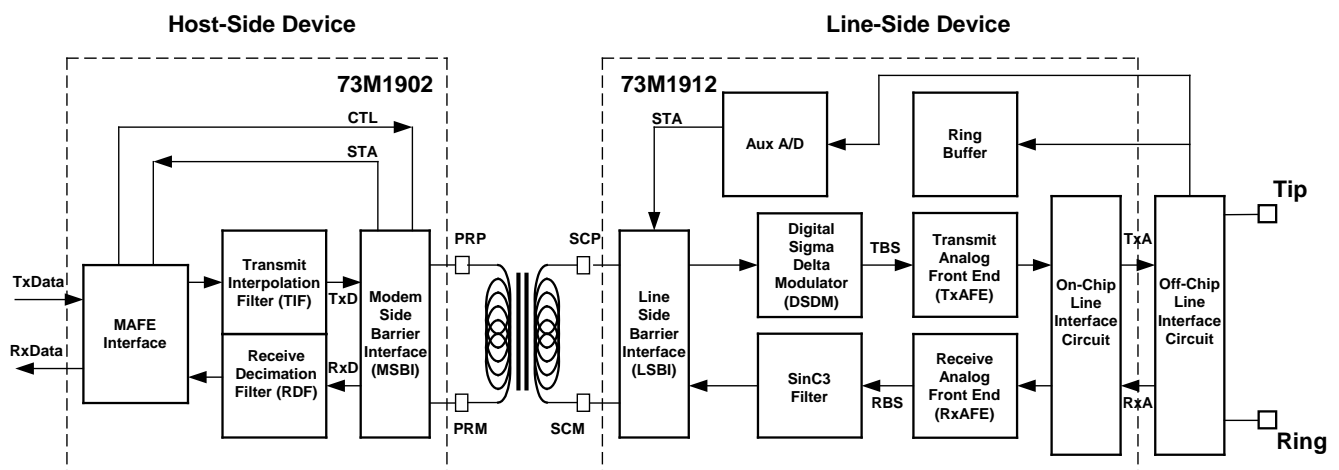 Host-Side Device
Line-Side Device
73M1902
73M1912
CTL
STA
STA
Aux A/D
Ring
Buffer
Tip
PRP
SCP
Digital
Sigma
Delta
Modulator
(DSDM)
TBS
Transmit
Analog
Front End
(TxAFE)
TxA
TxData
Transmit
Interpolation
Filter (TIF)
TxD
Modem
Side
Barrier
Interface
(MSBI)
Line
Side
Barrier
Interface
(LSBI)
On-Chip
Line
Interface
Circuit
Off-Chip
Line
Interface
Circuit
MAFE
Interface
RxData
Receive
Decimation
Filter (RDF)
RxD
SinC3
Filter
RBS
Receive
Analog
Front End
(RxAFE)
RxA
PRM
SCM
Ring